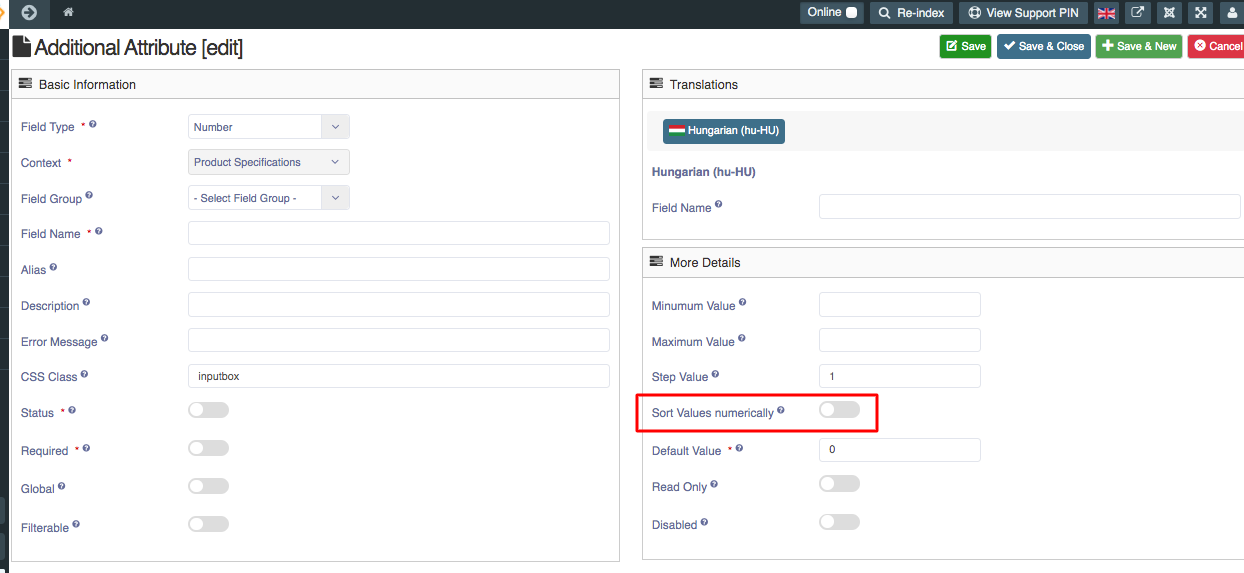 Online
Re-index
View Support PIN
Additional Attribute [edit]
Save
Save & Close
Save & New
Cancel
Basic Information
Field Type *
Number
Context *
Product Specifications
Field Group
- Select Field Group -
Field Name *
Alias
Description
Error Message
CSS Class
inputbox
Status *
Required *
Global
Filterable
Translations
Hungarian (hu-HU)
Hungarian (hu-HU)
Field Name
More Details
Minumum Value
Maximum Value
Step Value
1
Sort Values numerically
Default Value *
0
Read Only
Disabled